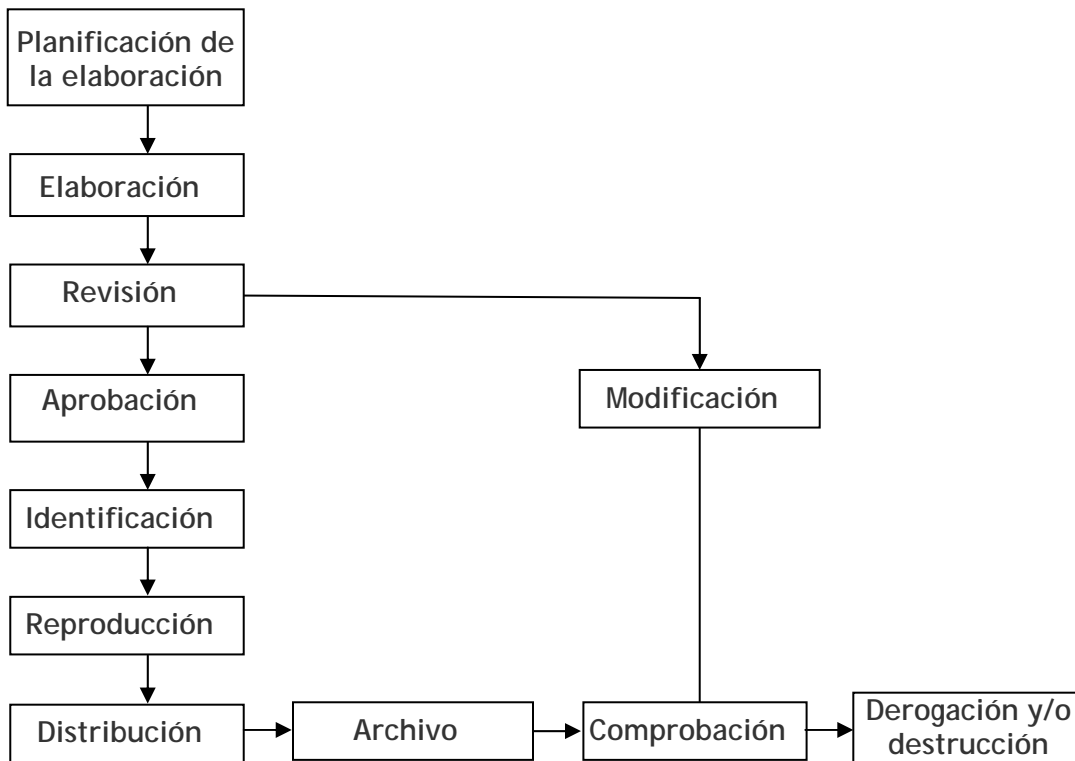 Planificación de
la elaboración
Elaboración
Revisión
Aprobación
Modificación
Identificación
Reproducción
Distribución
Archivo
Comprobación
Derogación y/o
destrucción